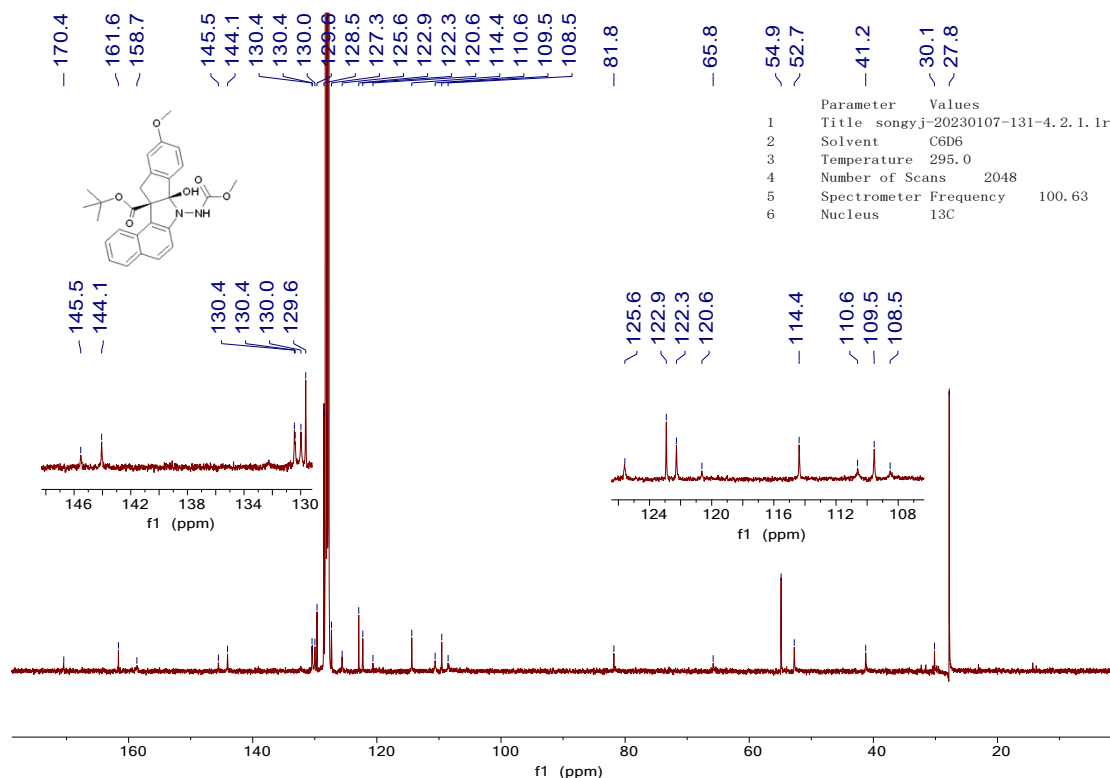 170.4 161.6 158.7 145.5 144.1 130.4 130.4 130.0 129.6 128.5 127.3 125.6 122.9 122.3 120.6 114.4 110.6 109.5 108.5 81.8 65.8 54.9 52.7 41.2 30.1 27.8
Parameter Values
1 Title songyj-20230107-131-4.2.1.1r
2 Solvent C6D6
3 Temperature 295.0
4 Number of Scans 2048
5 Spectrometer Frequency 100.63
6 Nucleus 13C
O
OH O O
O N NH
O
145.5 144.1 130.4 130.4 130.0 129.6
146 142 138 134 130
f1 (ppm)
125.6 122.9 122.3 120.6 114.4 110.6 109.5 108.5
124 120 116 112 108
f1 (ppm)
160 140 120 100 80 60 40 20
f1 (ppm)